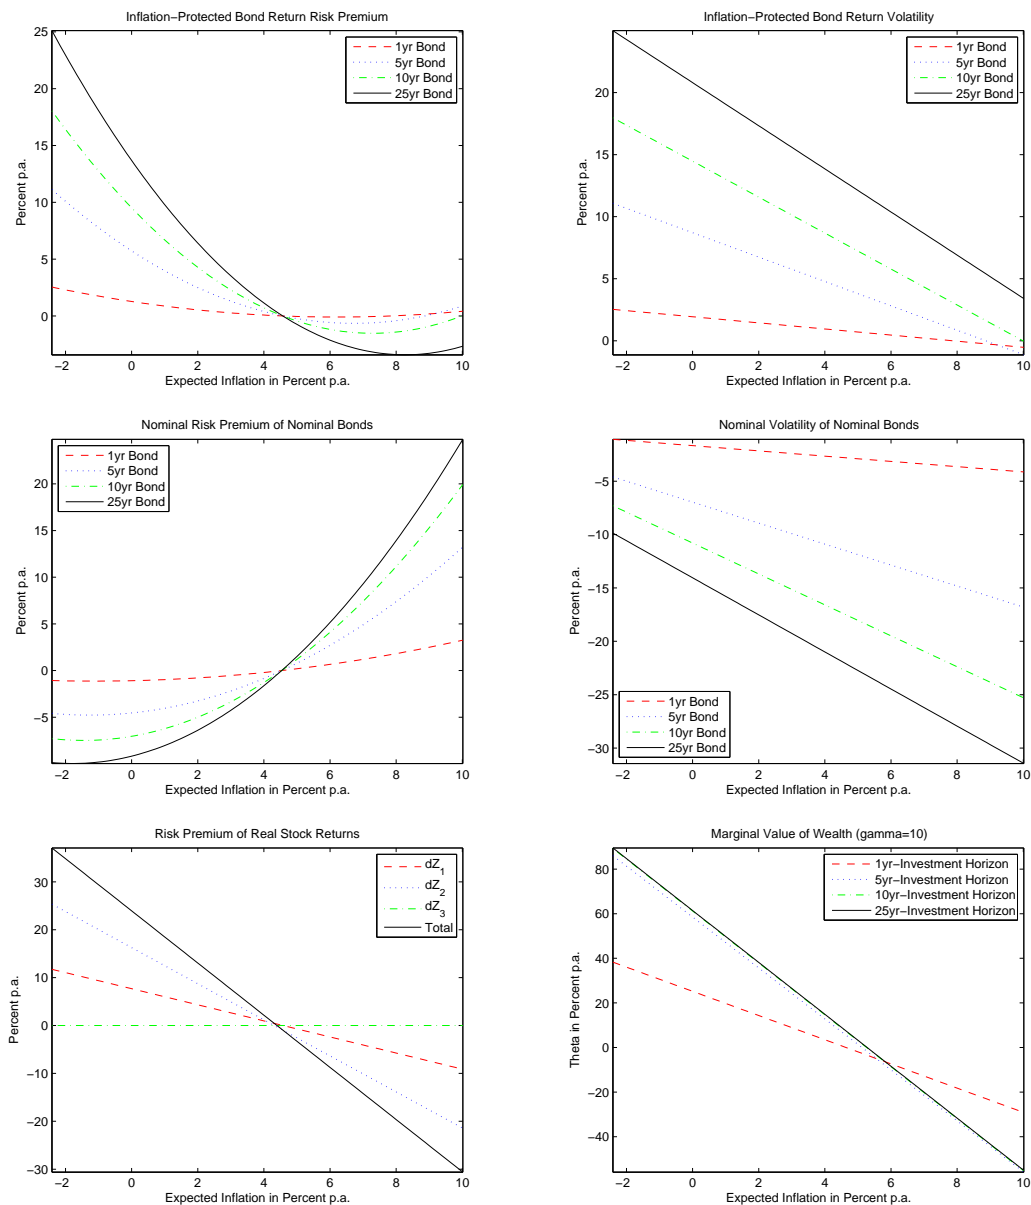 Inflation−Protected Bond Return Risk Premium
25
20
15
10
5
0
Percent p.a.
1yr Bond
5yr Bond
10yr Bond
25yr Bond
−2 0 2 4 6 8 10
Expected Inflation in Percent p.a.
Inflation−Protected Bond Return Volatility
20
15
10
5
0
Percent p.a.
1yr Bond
5yr Bond
10yr Bond
25yr Bond
−2 0 2 4 6 8 10
Expected Inflation in Percent p.a.
Nominal Risk Premium of Nominal Bonds
20
15
10
5
0
−5
Percent p.a.
1yr Bond
5yr Bond
10yr Bond
25yr Bond
−2 0 2 4 6 8 10
Expected Inflation in Percent p.a.
Nominal Volatility of Nominal Bonds
−5
−10
−15
−20
−25
−30
Percent p.a.
1yr Bond
5yr Bond
10yr Bond
25yr Bond
−2 0 2 4 6 8 10
Expected Inflation in Percent p.a.
Risk Premium of Real Stock Returns
30
20
10
0
−10
−20
−30
Percent p.a.
dZ_1
dZ_2
dZ_3
Total
−2 0 2 4 6 8 10
Expected Inflation in Percent p.a.
Marginal Value of Wealth (gamma=10)
80
60
40
20
0
−20
−40
Theta in Percent p.a.
1yr−Investment Horizon
5yr−Investment Horizon
10yr−Investment Horizon
25yr−Investment Horizon
−2 0 2 4 6 8 10
Expected Inflation in Percent p.a.